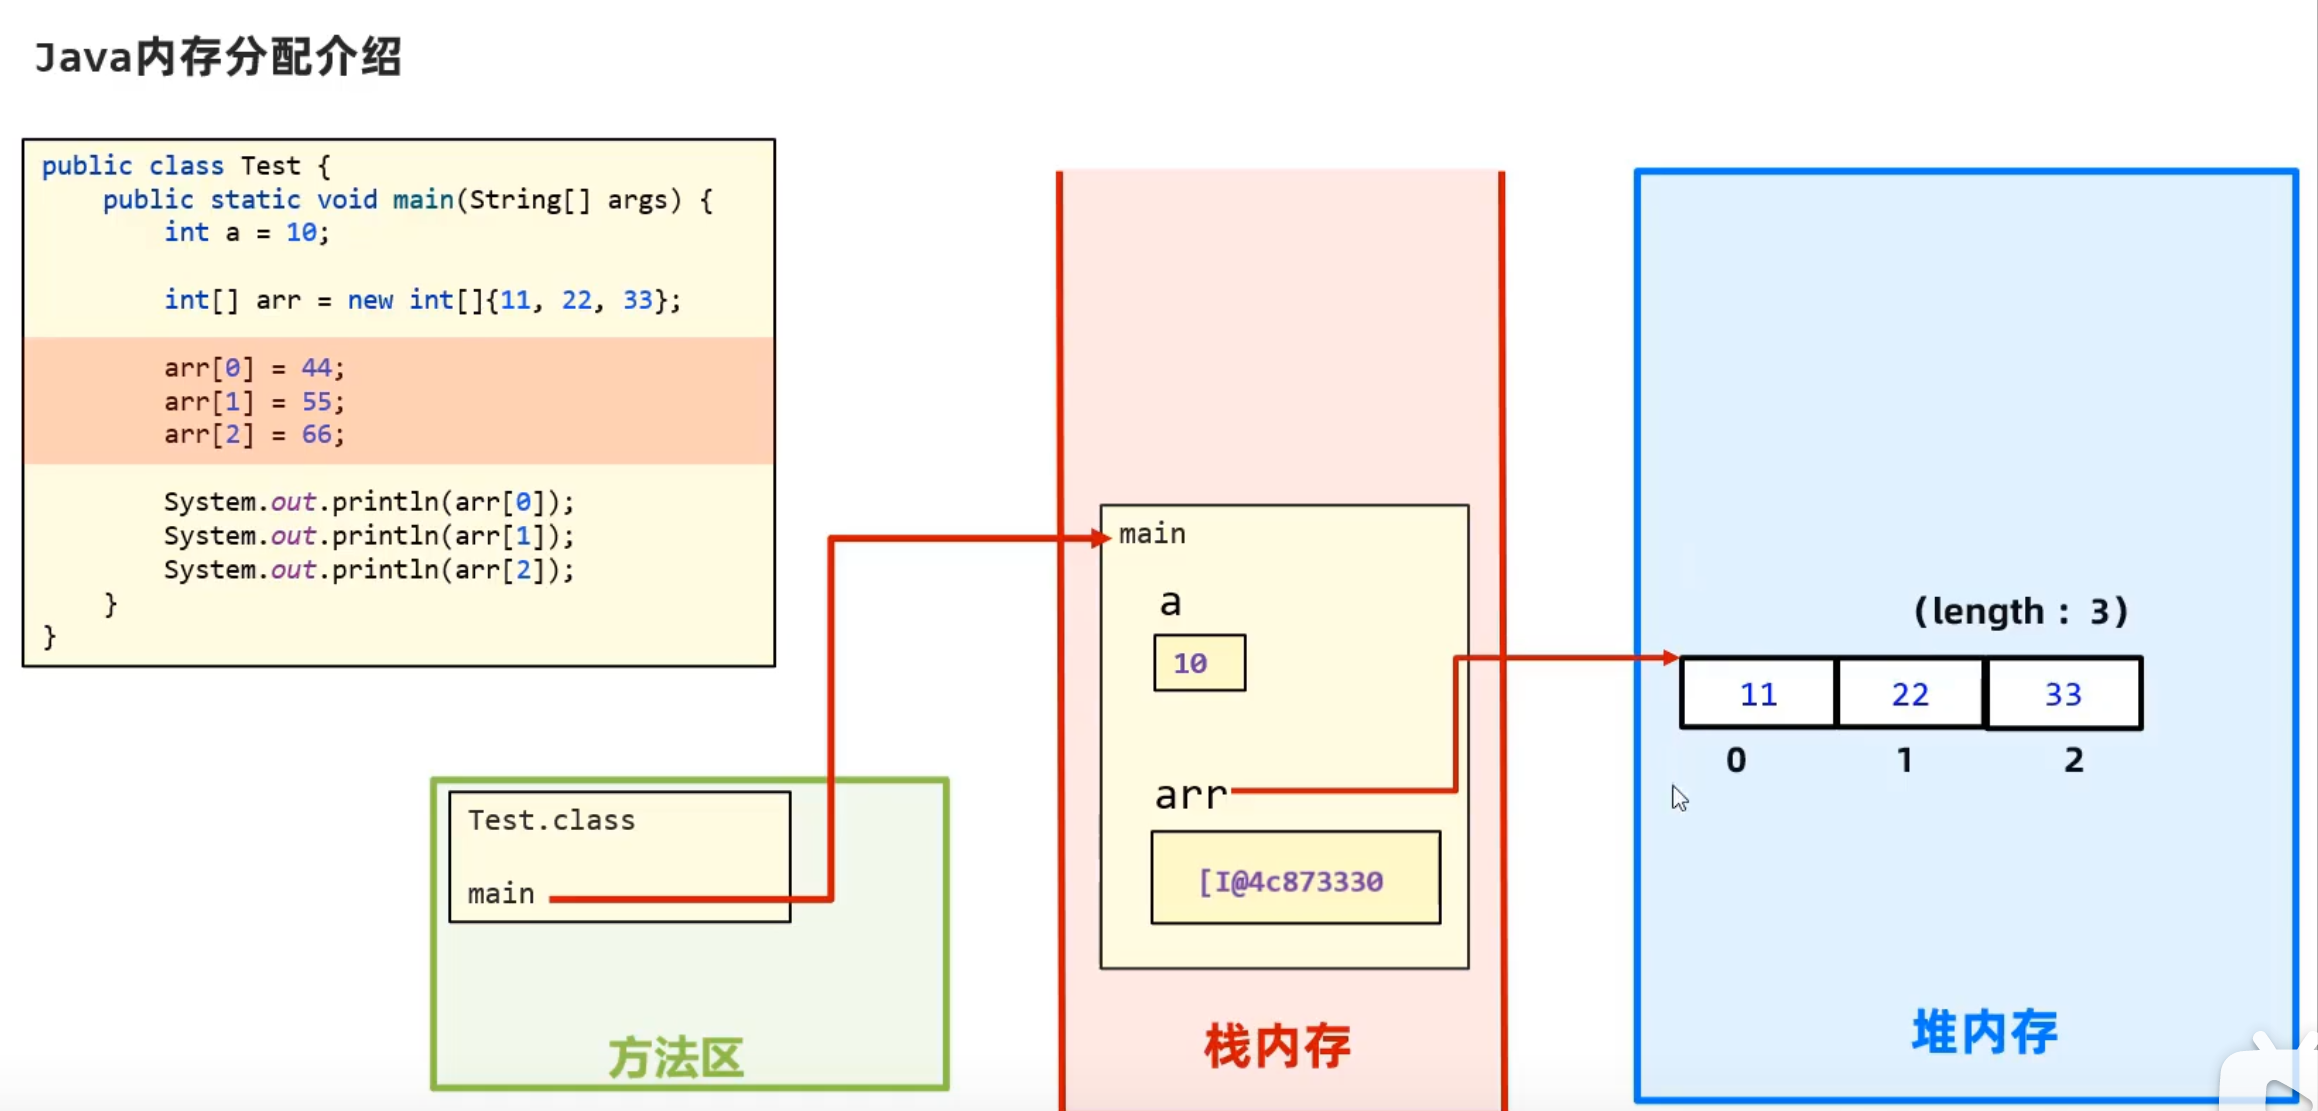 Java内存分配介绍
public class Test {
    public static void main(String[] args) {
        int a = 10;
        int[] arr = new int[]{11, 22, 33};
        arr[0] = 44;
        arr[1] = 55;
        arr[2] = 66;
        System.out.println(arr[0]);
        System.out.println(arr[1]);
        System.out.println(arr[2]);
    }
}
Test.class
main
方法区
main
a
10
arr
[I@4c873330
栈内存
(length : 3)
11 22 33
0 1 2
堆内存